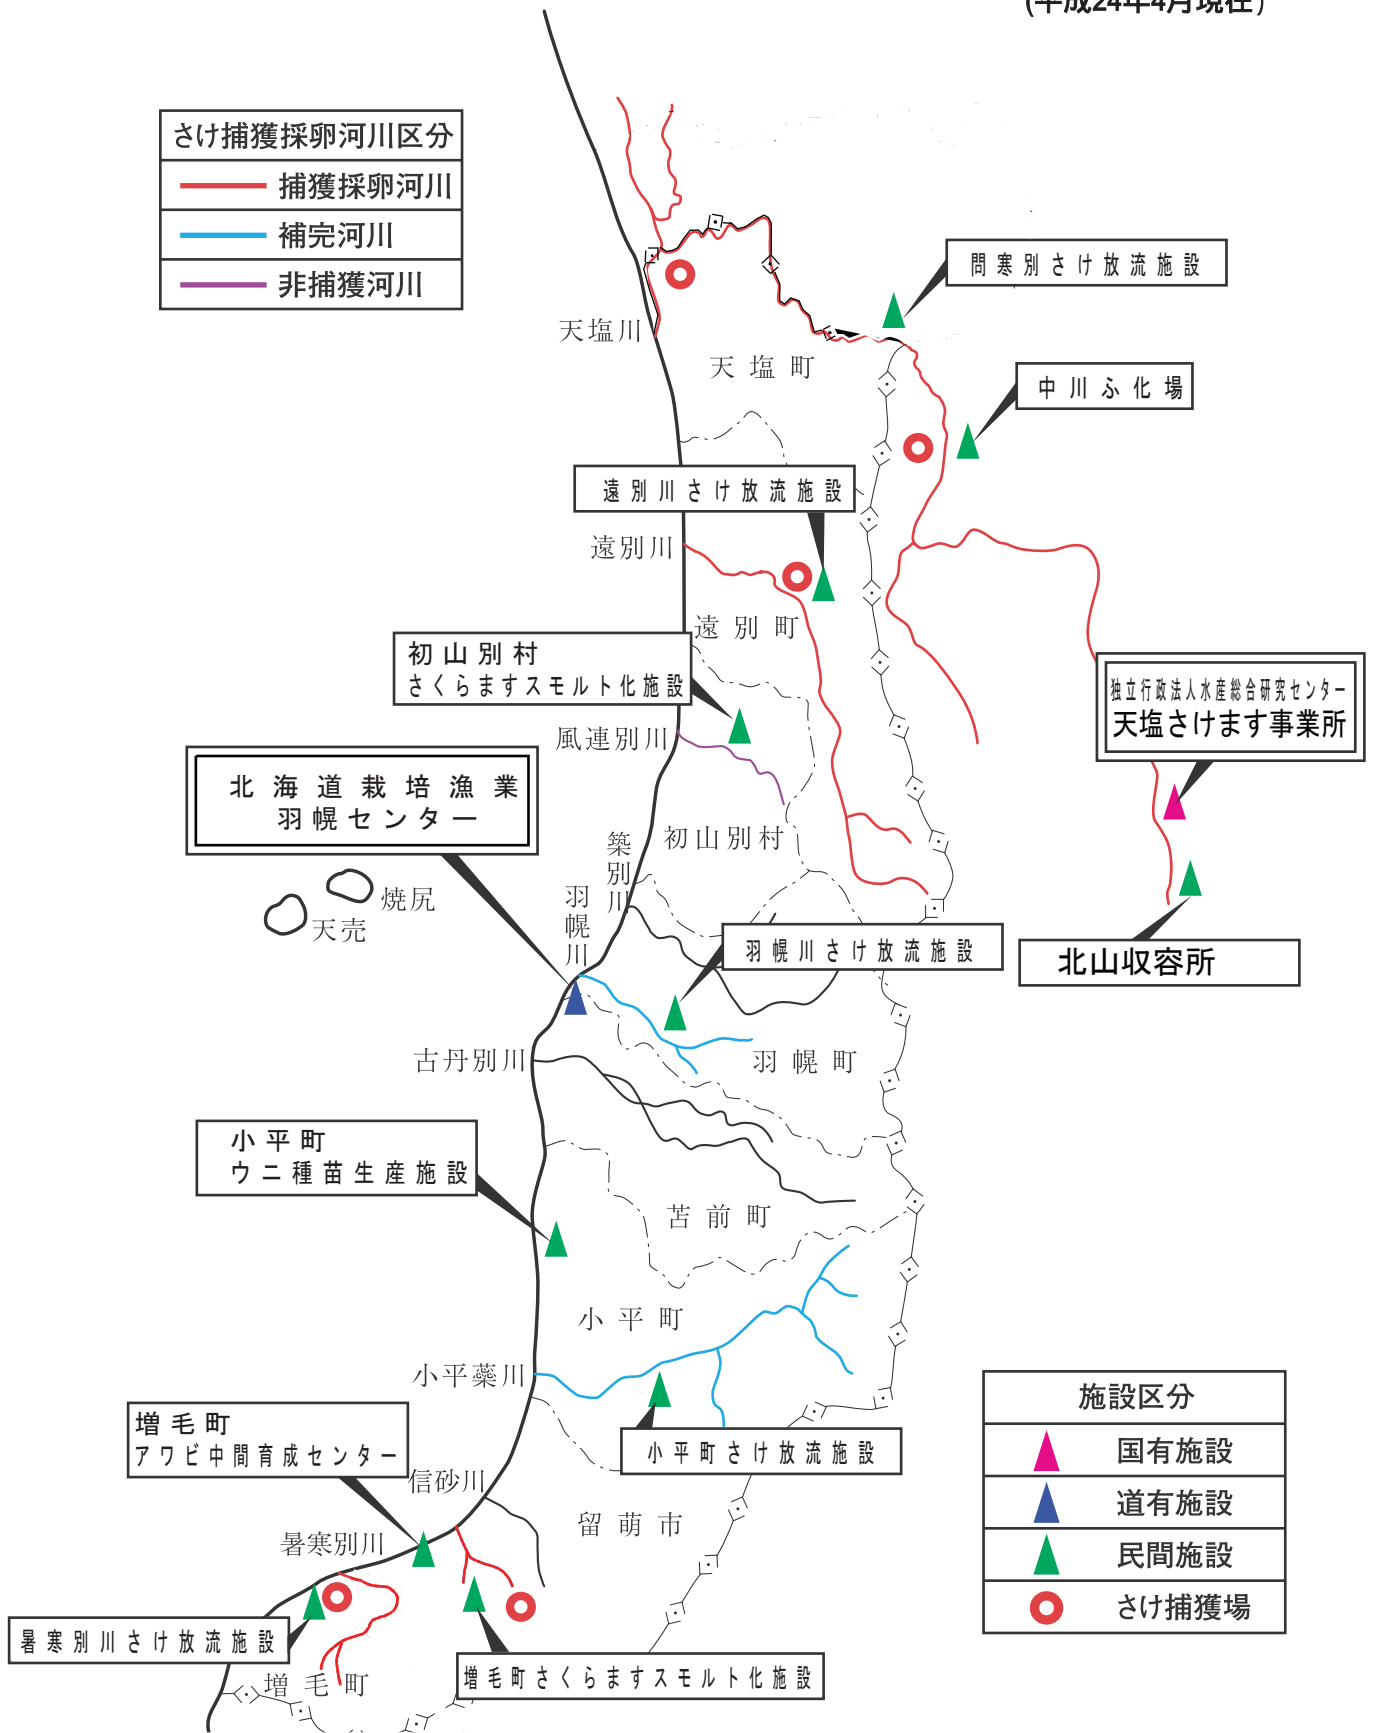 (平成24年4月現在)
さけ捕獲採卵河川区分
捕獲採卵河川
補完河川
非捕獲河川
問寒別さけ放流施設
天塩川
天塩町
中川ふ化場
遠別川さけ放流施設
遠別川
遠別町
初山別村
さくらますスモルト化施設
独立行政法人水産総合研究センター
天塩さけます事業所
風連別川
北海道栽培漁業
羽幌センター
初山別村
築別川
羽幌川
焼尻
天売
羽幌川さけ放流施設
北山収容所
古丹別川
羽幌町
小平町
ウニ種苗生産施設
苫前町
小平町
小平蘂川
施設区分
国有施設
道有施設
民間施設
さけ捕獲場
増毛町
アワビ中間育成センター
小平町さけ放流施設
信砂川
留萌市
暑寒別川
暑寒別川さけ放流施設
増毛町
増毛町さくらますスモルト化施設